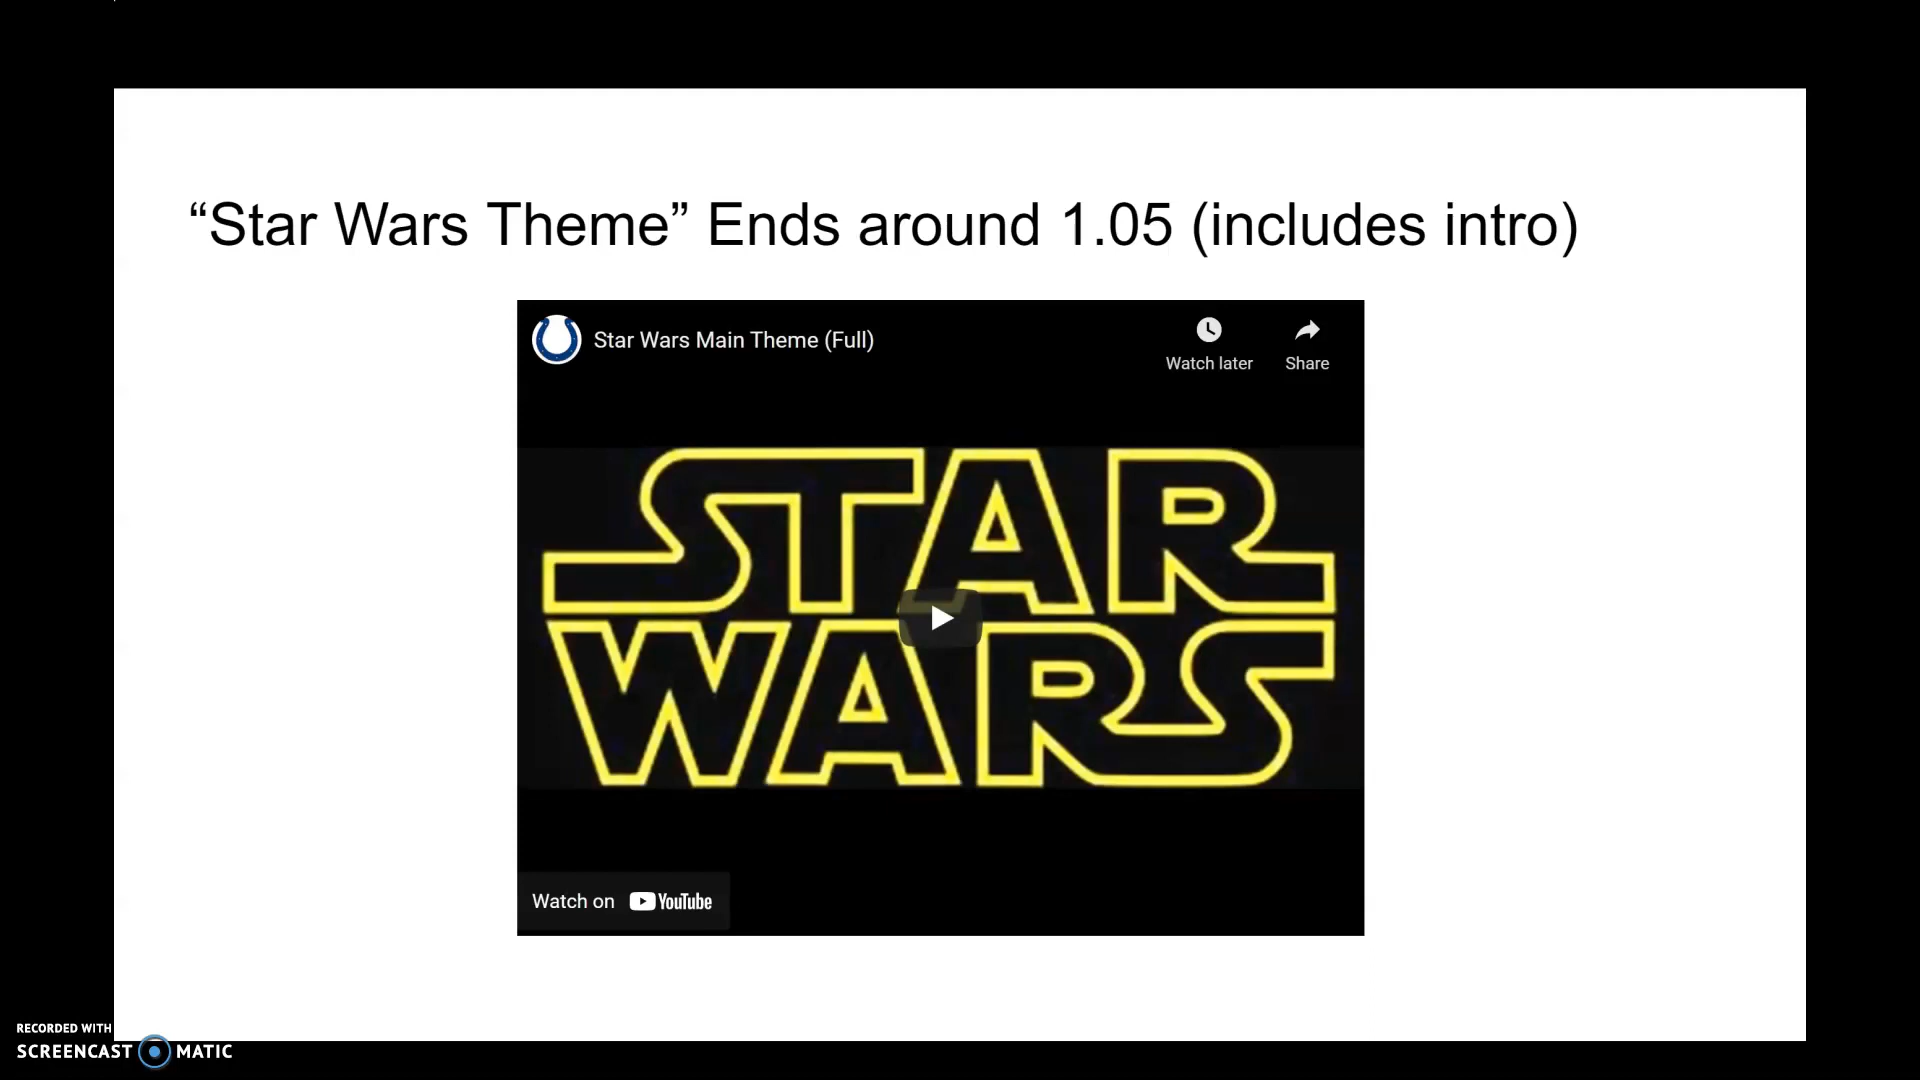 “Star Wars Theme” Ends around 1.05 (includes intro)
Star Wars Main Theme (Full)
Watch later
Share
STAR
WARS
Watch on YouTube
RECORDED WITH
SCREENCAST MATIC